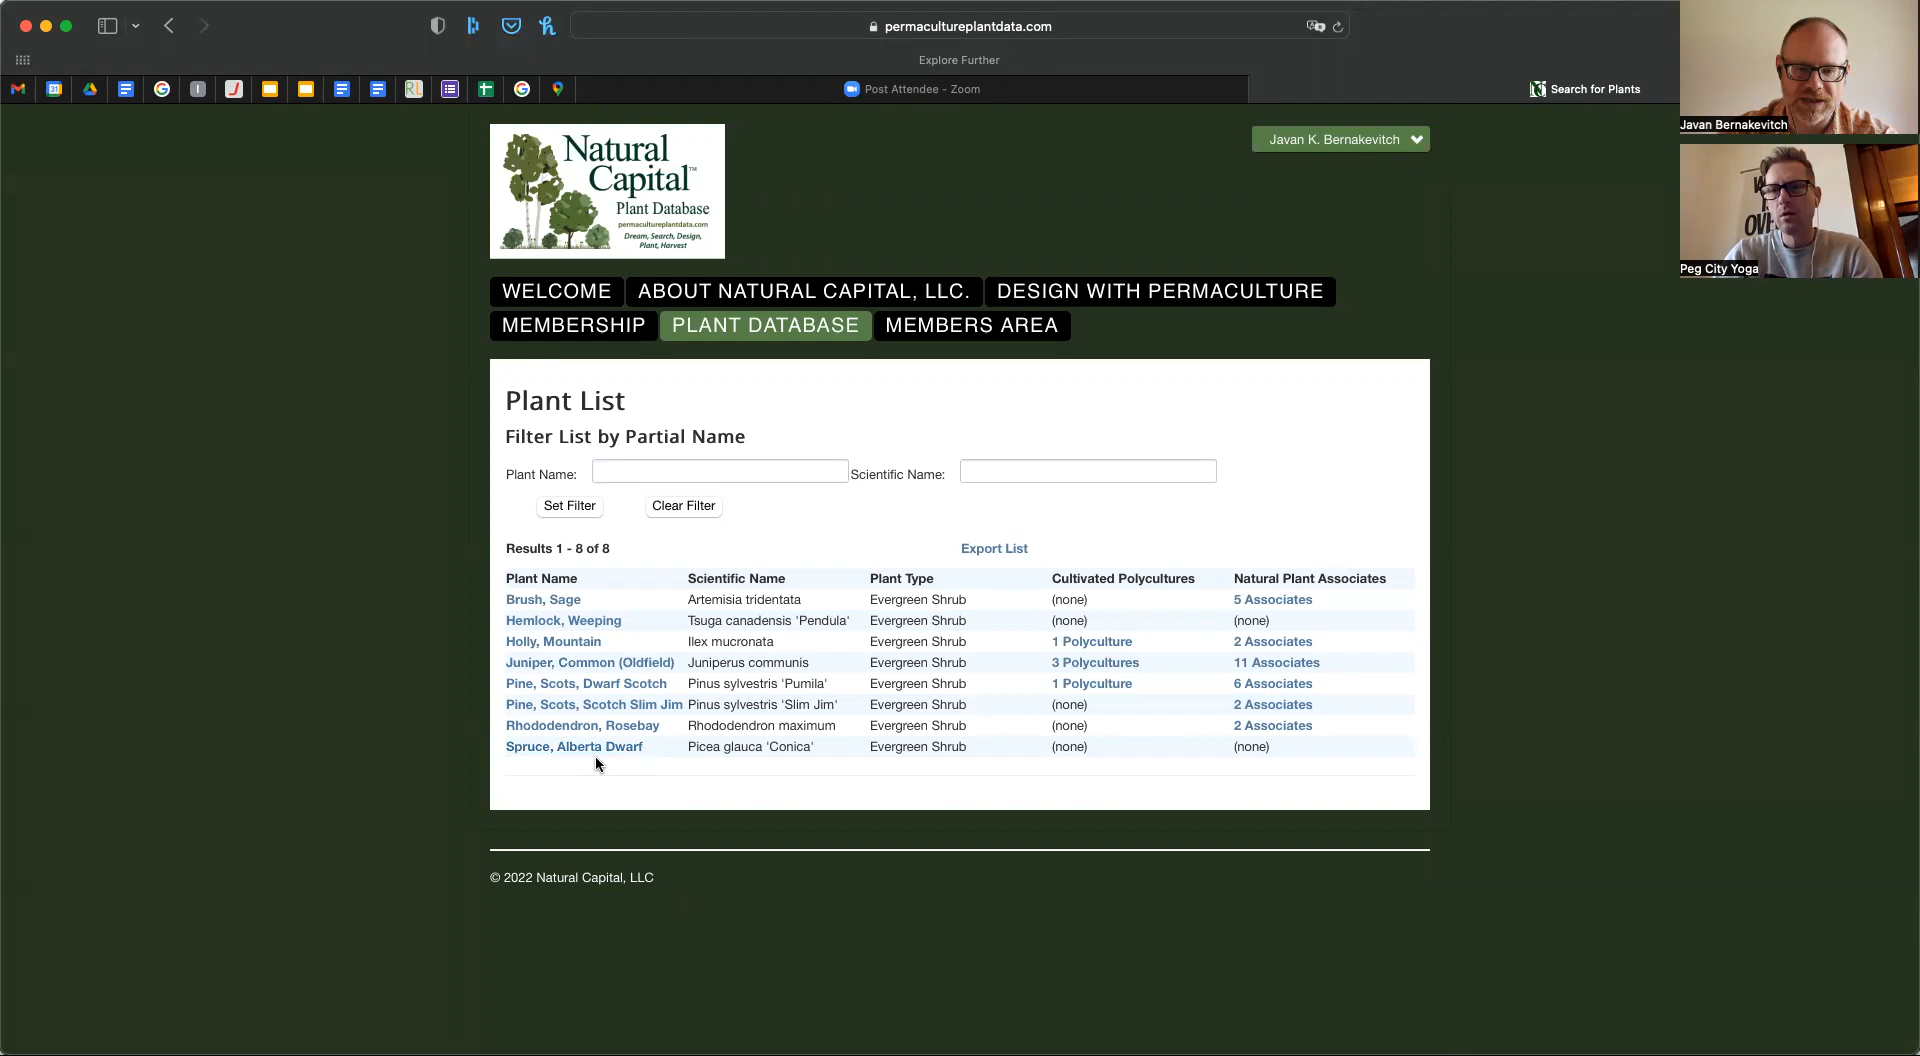 permacultureplantdata.com
Explore Further
Post Attendee - Zoom
Search for Plants
Javan Bernakevitch
Peg City Yoga
Natural
Capital™
Plant Database
permacultureplantdata.com
Dream, Search, Design,
Plant, Harvest
Javan K. Bernakevitch
WELCOME ABOUT NATURAL CAPITAL, LLC. DESIGN WITH PERMACULTURE
MEMBERSHIP PLANT DATABASE MEMBERS AREA
Plant List
Filter List by Partial Name
Plant Name: Scientific Name:
Set Filter Clear Filter
Results 1 - 8 of 8 Export List
Plant Name Scientific Name Plant Type Cultivated Polycultures Natural Plant Associates
Brush, Sage Artemisia tridentata Evergreen Shrub (none) 5 Associates
Hemlock, Weeping Tsuga canadensis 'Pendula' Evergreen Shrub (none) (none)
Holly, Mountain Ilex mucronata Evergreen Shrub 1 Polyculture 2 Associates
Juniper, Common (Oldfield) Juniperus communis Evergreen Shrub 3 Polycultures 11 Associates
Pine, Scots, Dwarf Scotch Pinus sylvestris 'Pumila' Evergreen Shrub 1 Polyculture 6 Associates
Pine, Scots, Scotch Slim Jim Pinus sylvestris 'Slim Jim' Evergreen Shrub (none) 2 Associates
Rhododendron, Rosebay Rhododendron maximum Evergreen Shrub (none) 2 Associates
Spruce, Alberta Dwarf Picea glauca 'Conica' Evergreen Shrub (none) (none)
© 2022 Natural Capital, LLC